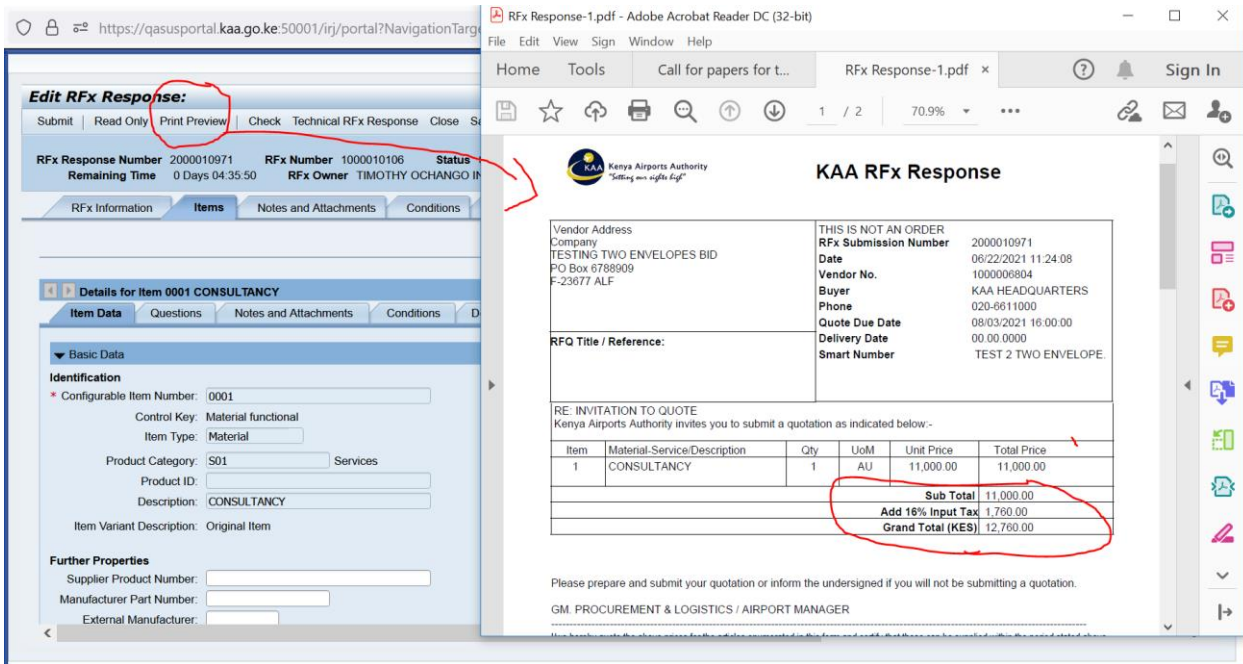 https://qasusportal.kaa.go.ke:50001/irj/portal?NavigationTarge
Edit RFx Response:
Submit Read Only Print Preview Check Technical RFx Response Close
RFx Response Number 2000010971 RFx Number 1000010106 Status
Remaining Time 0 Days 04:35:50 RFx Owner TIMOTHY OCHANGO
RFx Information Items Notes and Attachments Conditions
Details for Item 0001 CONSULTANCY
Item Data Questions Notes and Attachments Conditions
Basic Data
Identification
* Configurable Item Number: 0001
Control Key: Material functional
Item Type: Material
Product Category: S01 Services
Product ID:
Description: CONSULTANCY
Item Variant Description: Original Item
Further Properties
Supplier Product Number:
Manufacturer Part Number:
External Manufacturer:
RFx Response-1.pdf - Adobe Acrobat Reader DC (32-bit)
File Edit View Sign Window Help
Home Tools Call for papers for t... RFx Response-1.pdf × Sign In
1 / 2 70.9%
KAA Kenya Airports Authority
"Setting our sights high"
KAA RFx Response
Vendor Address
Company
TESTING TWO ENVELOPES BID
PO Box 6788909
F-23677 ALF
RFQ Title / Reference:
THIS IS NOT AN ORDER
RFx Submission Number 2000010971
Date 06/22/2021 11:24:08
Vendor No. 1000006804
Buyer KAA HEADQUARTERS
Phone 020-6611000
Quote Due Date 08/03/2021 16:00:00
Delivery Date 00.00.0000
Smart Number TEST 2 TWO ENVELOPE.
RE: INVITATION TO QUOTE
Kenya Airports Authority invites you to submit a quotation as indicated below:-
Item Material-Service/Description Qty UoM Unit Price Total Price
1 CONSULTANCY 1 AU 11,000.00 11,000.00
Sub Total 11,000.00
Add 16% Input Tax 1,760.00
Grand Total (KES) 12,760.00
Please prepare and submit your quotation or inform the undersigned if you will not be submitting a quotation.
GM. PROCUREMENT & LOGISTICS / AIRPORT MANAGER